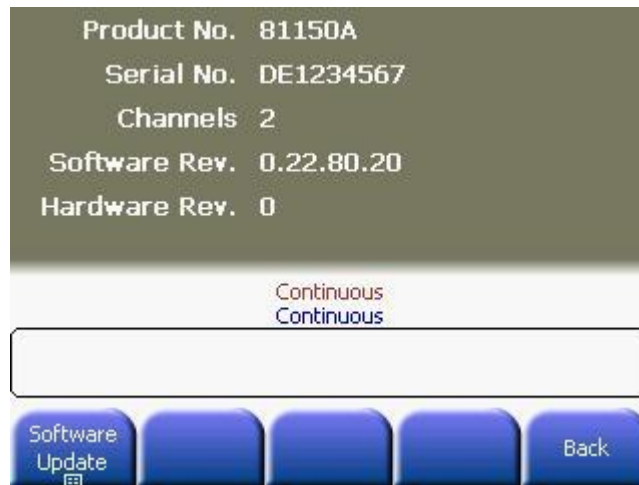 Product No. 81150A
Serial No. DE1234567
Channels 2
Software Rev. 0.22.80.20
Hardware Rev. 0
Continuous
Continuous
Software
Update
Back